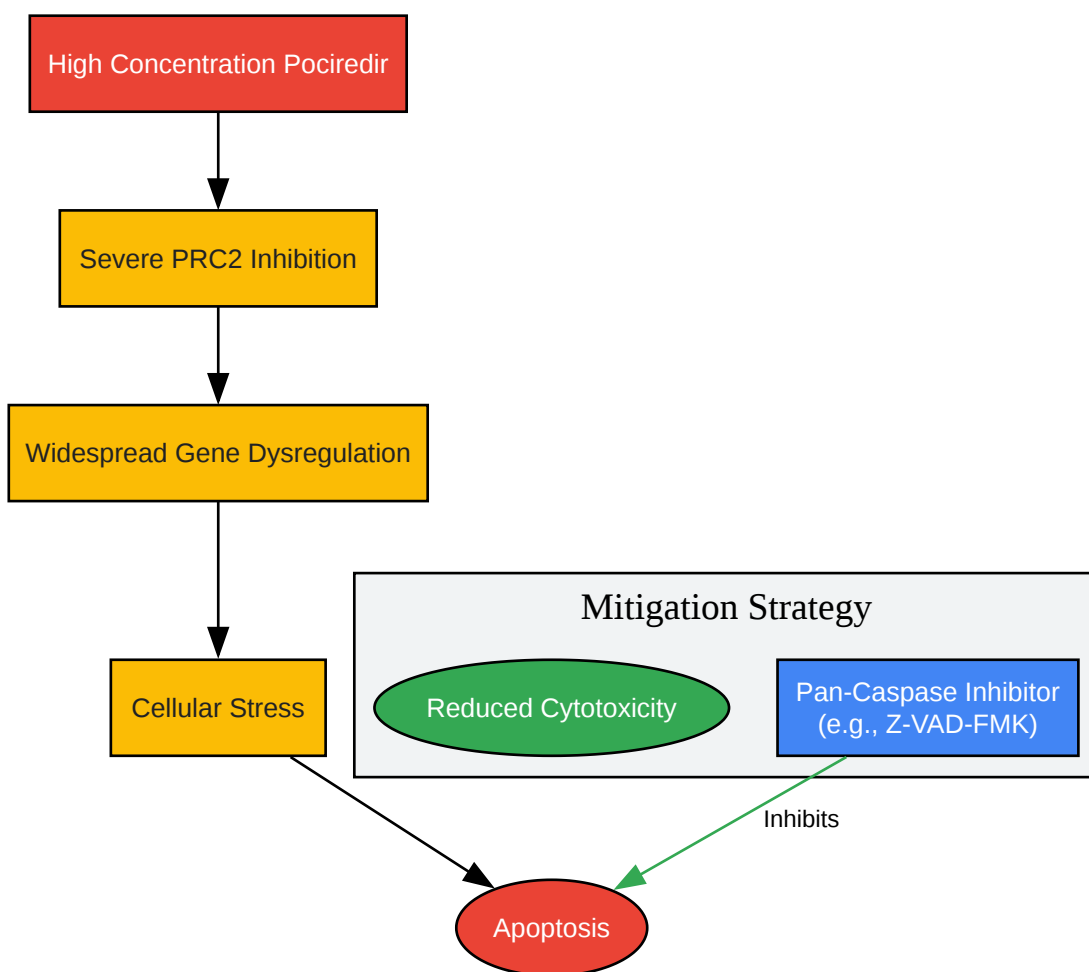 High Concentration Pociredir
Severe PRC2 Inhibition
Widespread Gene Dysregulation
Mitigation Strategy
Cellular Stress
Reduced Cytotoxicity
Pan-Caspase Inhibitor
(e.g., Z-VAD-FMK)
Inhibits
Apoptosis